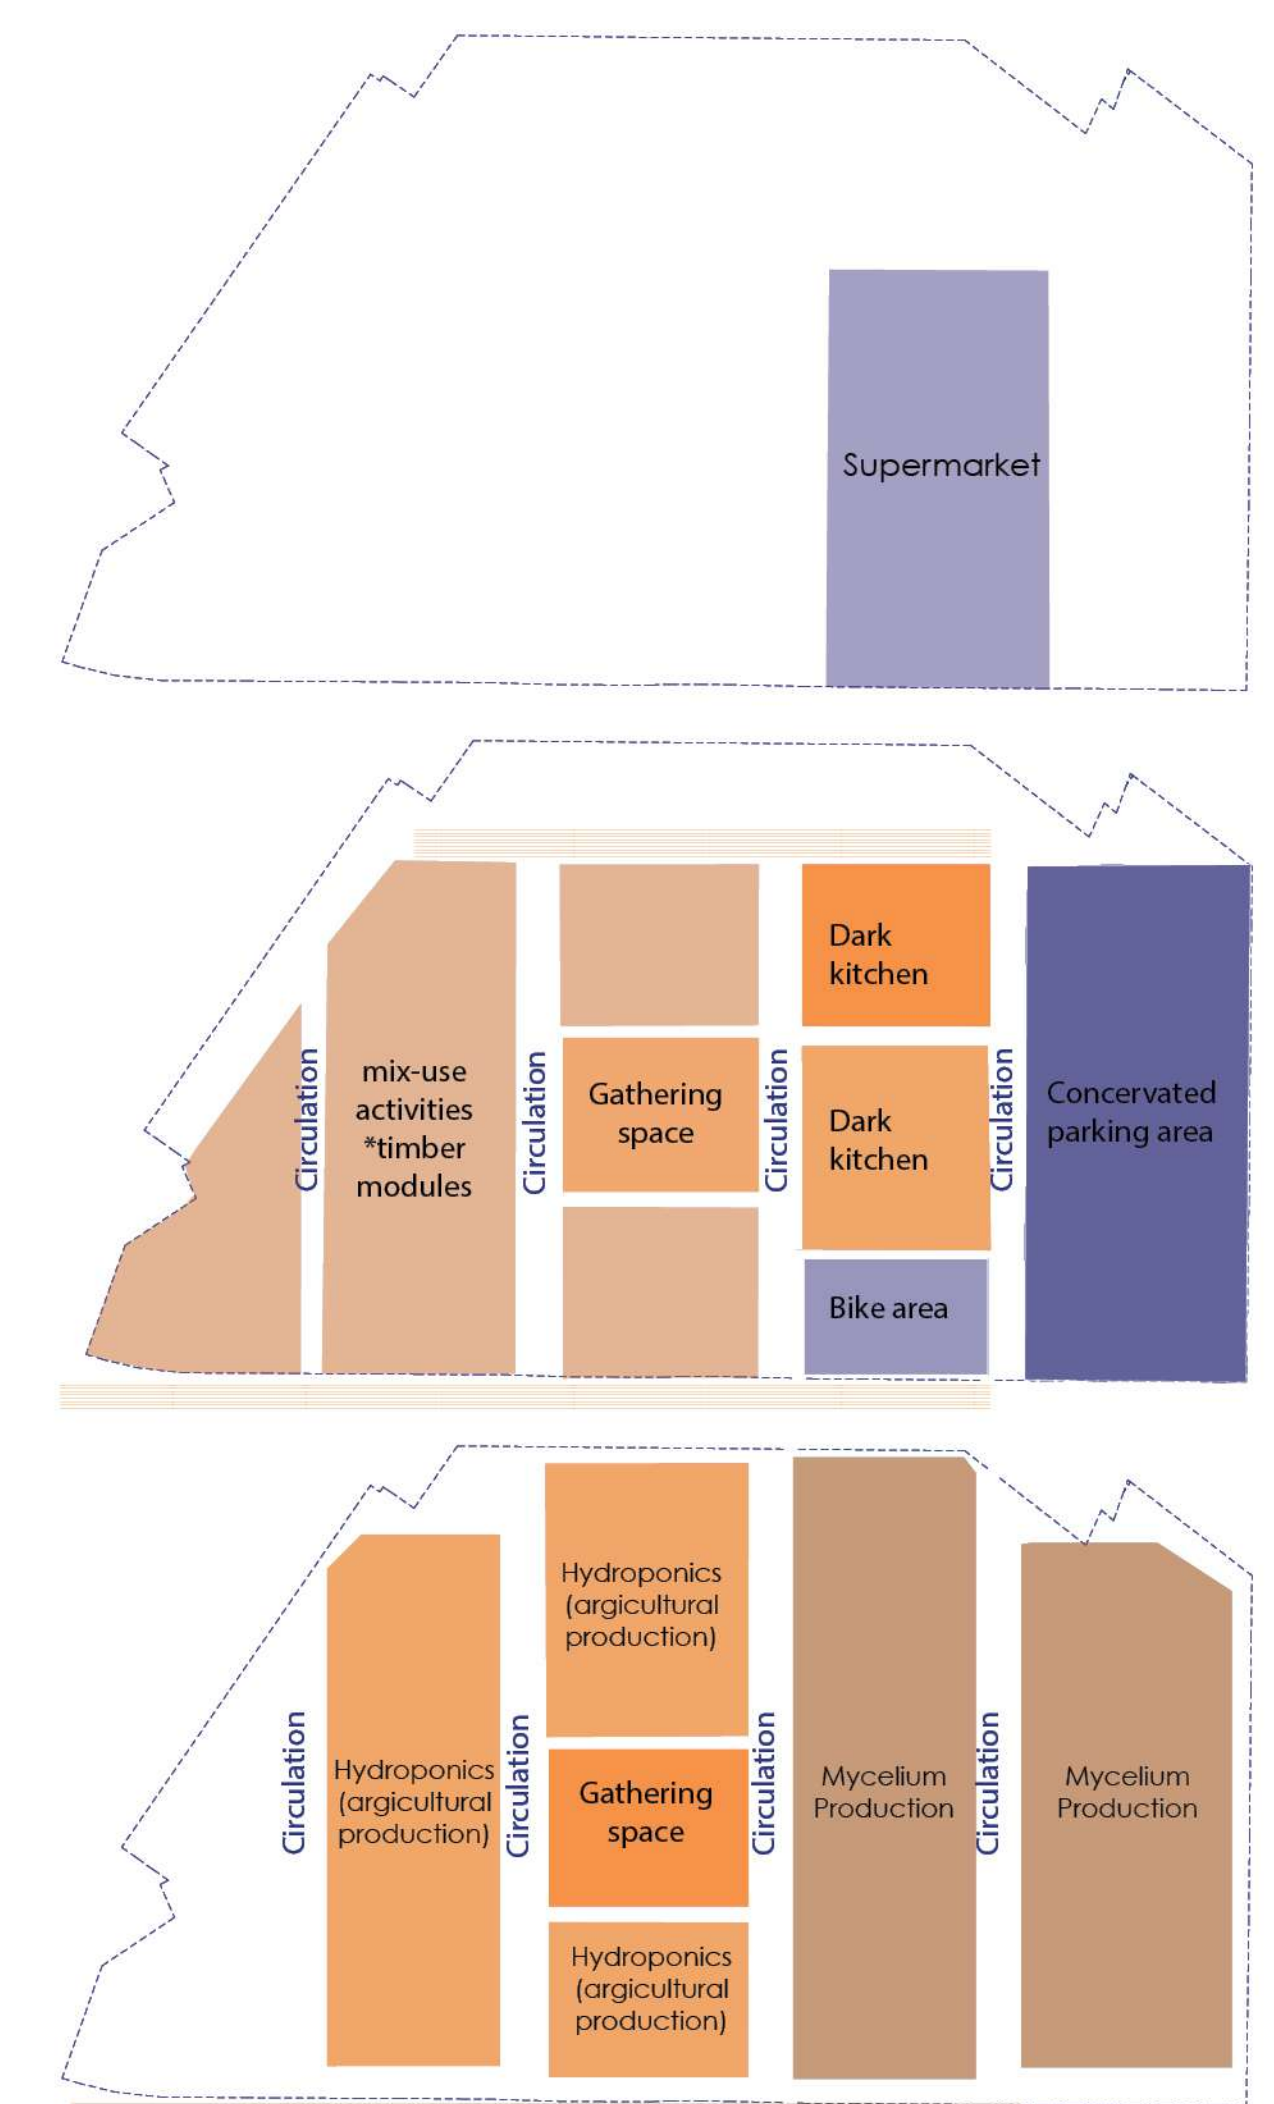 Supermarket
Circulation
mix-use
activities
*timber
modules
Circulation
Gathering
space
Circulation
Dark
kitchen
Dark
kitchen
Bike area
Circulation
Concervated
parking area
Circulation
Hydroponics
(argicultural
production)
Circulation
Hydroponics
(argicultural
production)
Gathering
space
Hydroponics
(argicultural
production)
Circulation
Mycelium
Production
Circulation
Mycelium
Production